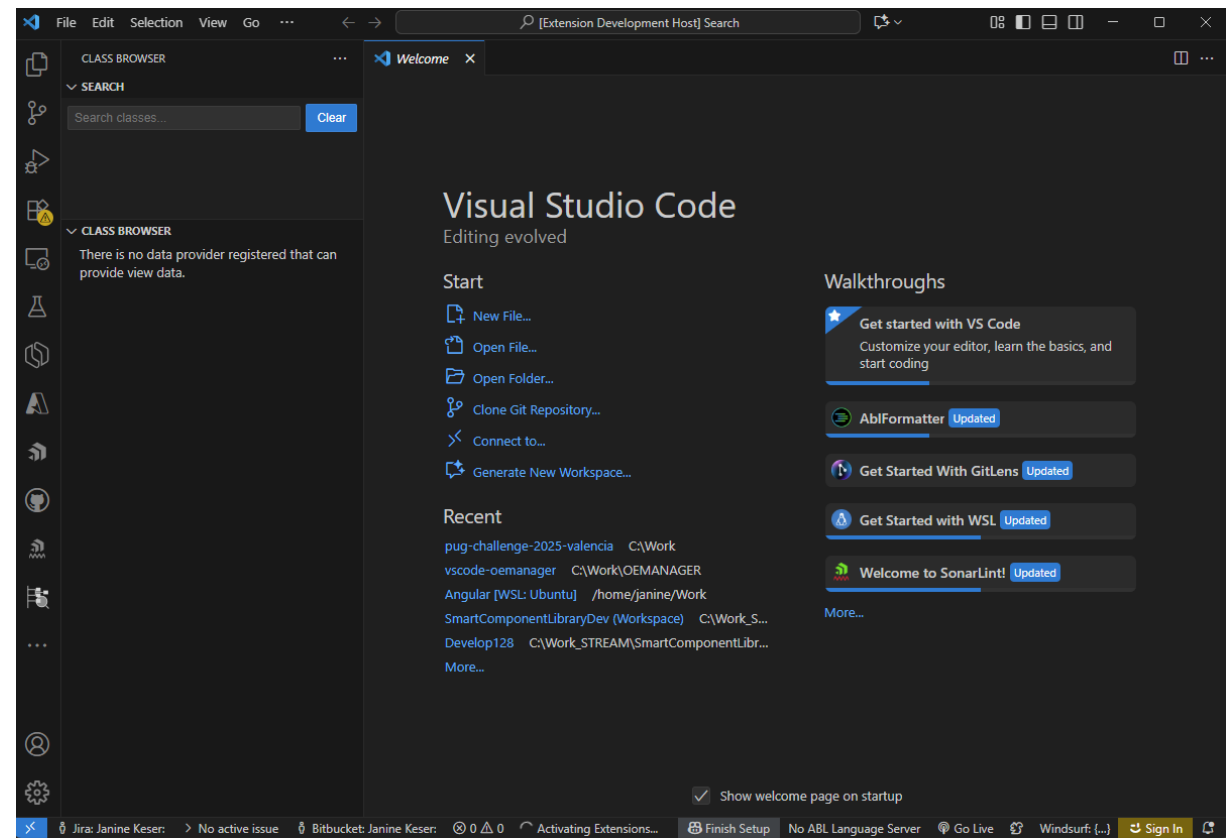 File Edit Selection View Go ··· [Extension Development Host] Search
CLASS BROWSER ···
Welcome
SEARCH
Search classes... Clear
CLASS BROWSER
There is no data provider registered that can
provide view data.
Visual Studio Code
Editing evolved
Start
New File...
Open File...
Open Folder...
Clone Git Repository...
Connect to...
Generate New Workspace...
Recent
pug-challenge-2025-valencia C:\Work
vscode-oemanager C:\Work\OEMANAGER
Angular [WSL: Ubuntu] /home/janine/Work
SmartComponentLibraryDev (Workspace) C:\Work_S...
Develop128 C:\Work_STREAM\SmartComponentLibr...
More...
Walkthroughs
Get started with VS Code
Customize your editor, learn the basics, and
start coding
AblFormatter Updated
Get Started With GitLens Updated
Get Started with WSL Updated
Welcome to SonarLint! Updated
More...
Show welcome page on startup
Jira: Janine Keser: No active issue Bitbucket: Janine Keser: 0 0 Activating Extensions... Finish Setup No ABL Language Server Go Live Windsurf: {...} Sign In